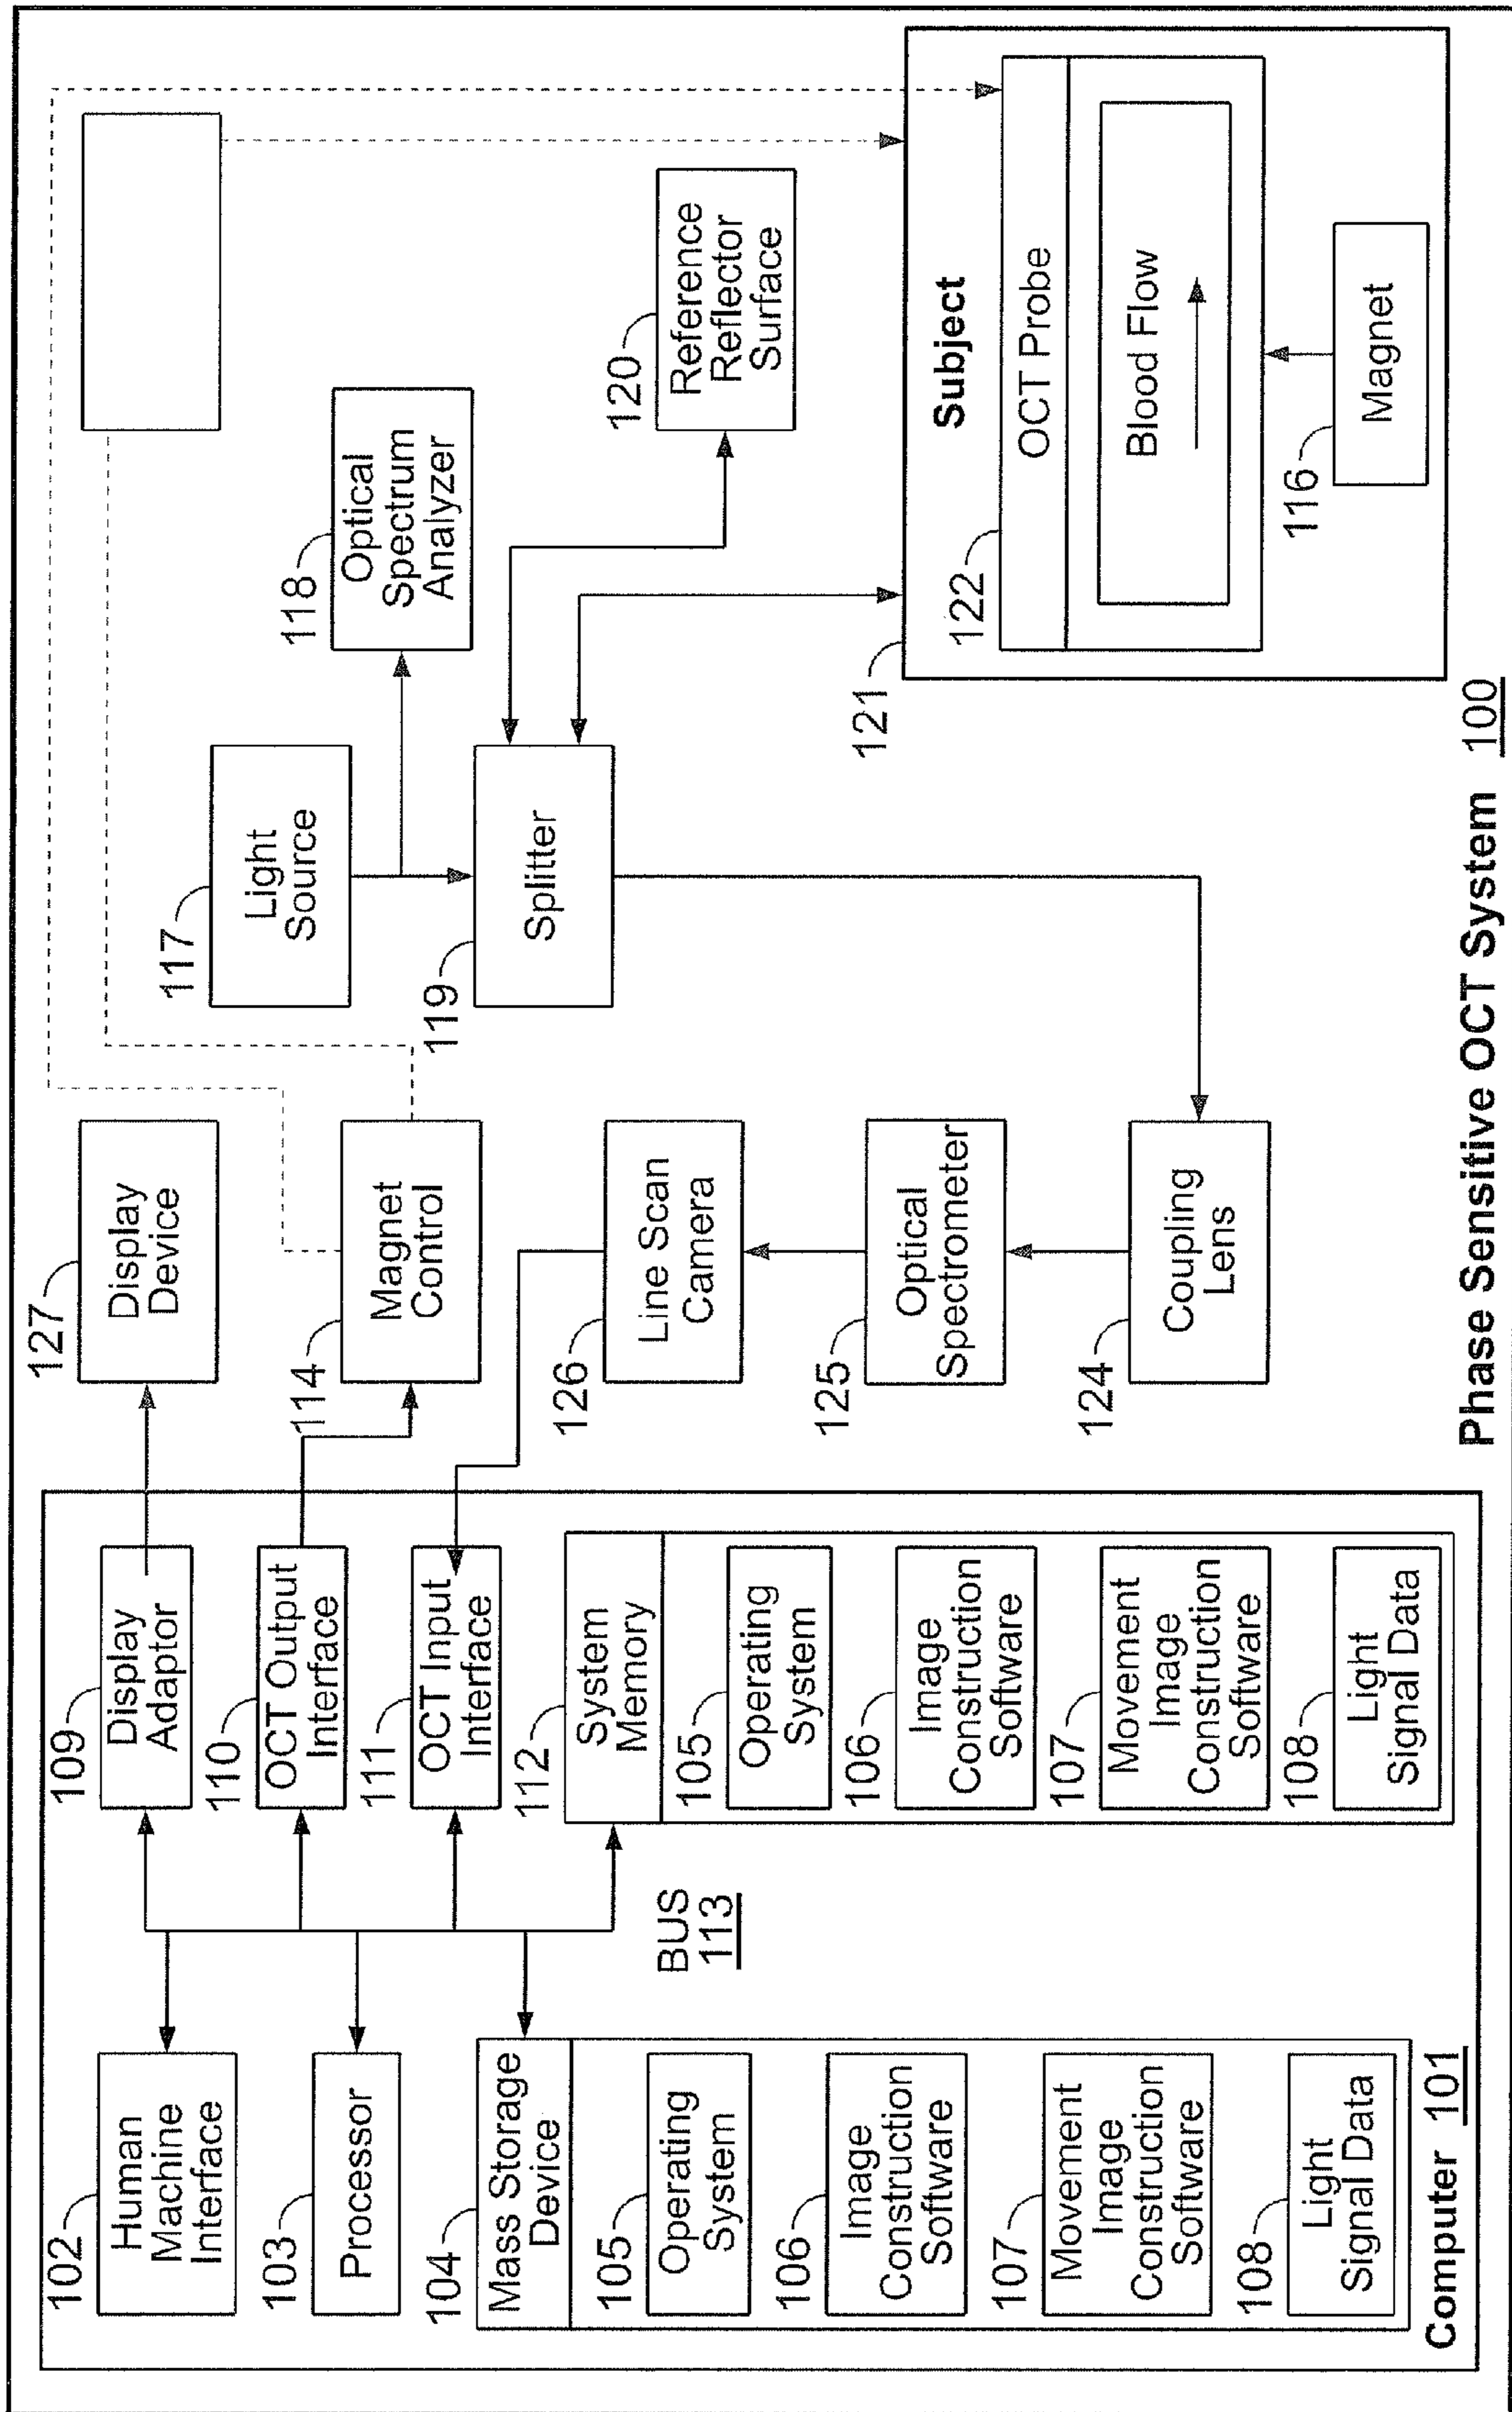 102
Human
Machine
Interface
103
Processor
104
Mass Storage
Device
105
Operating
System
106
Image
Construction
Software
107
Movement
Image
Construction
Software
108
Light
Signal Data
Computer 101
BUS
113
109
Display
Adaptor
110
OCT Output
Interface
111
OCT Input
Interface
112
System
Memory
105
Operating
System
106
Image
Construction
Software
107
Movement
Image
Construction
Software
108
Light
Signal Data
127
Display
Device
114
Magnet
Control
126
Line Scan
Camera
125
Optical
Spectrometer
124
Coupling
Lens
117
Light
Source
119
Splitter
118
Optical
Spectrum
Analyzer
120
Reference
Reflector
Surface
121
Subject
122
OCT Probe
Blood Flow
116
Magnet
Phase Sensitive OCT System 100